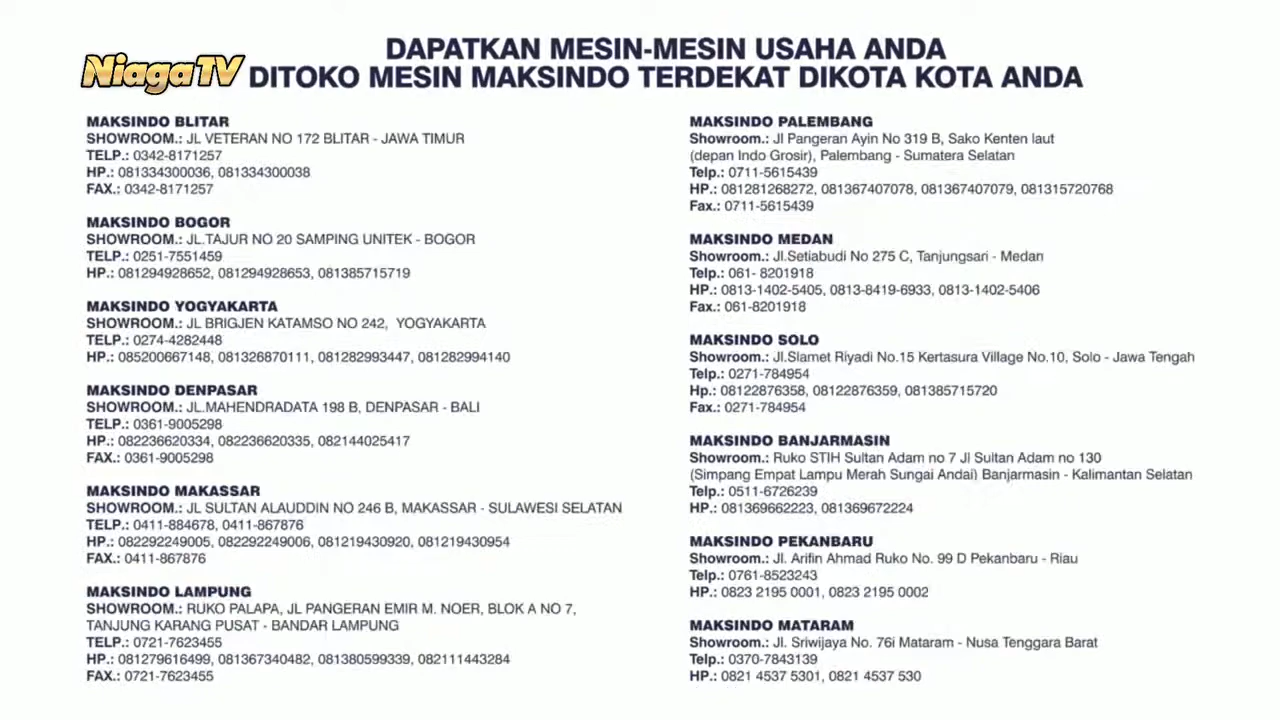 NiagaTV
DAPATKAN MESIN-MESIN USAHA ANDA
DITOKO MESIN MAKSINDO TERDEKAT DIKOTA KOTA ANDA
MAKSINDO BLITAR
SHOWROOM.: JL VETERAN NO 172 BLITAR - JAWA TIMUR
TELP.: 0342-8171257
HP.: 081334300036, 081334300038
FAX.: 0342-8171257
MAKSINDO BOGOR
SHOWROOM.: JL.TAJUR NO 20 SAMPING UNITEK - BOGOR
TELP.: 0251-7551459
HP.: 081294928652, 081294928653, 081385715719
MAKSINDO YOGYAKARTA
SHOWROOM.: JL BRIGJEN KATAMSO NO 242, YOGYAKARTA
TELP.: 0274-4282448
HP.: 085200667148, 081326870111, 081282993447, 081282994140
MAKSINDO DENPASAR
SHOWROOM.: JL.MAHENDRADATA 198 B, DENPASAR - BALI
TELP.: 0361-9005298
HP.: 082236620334, 082236620335, 082144025417
FAX.: 0361-9005298
MAKSINDO MAKASSAR
SHOWROOM.: JL SULTAN ALAUDDIN NO 246 B, MAKASSAR - SULAWESI SELATAN
TELP.: 0411-884678, 0411-867876
HP.: 082292249005, 082292249006, 081219430920, 081219430954
FAX.: 0411-867876
MAKSINDO LAMPUNG
SHOWROOM.: RUKO PALAPA, JL PANGERAN EMIR M. NOER, BLOK A NO 7,
TANJUNG KARANG PUSAT - BANDAR LAMPUNG
TELP.: 0721-7623455
HP.: 081279616499, 081367340482, 081380599339, 082111443284
FAX.: 0721-7623455
MAKSINDO PALEMBANG
Showroom.: Jl Pangeran Ayin No 319 B, Sako Kenten laut
(depan Indo Grosir), Palembang - Sumatera Selatan
Telp.: 0711-5615439
HP.: 081281268272, 081367407078, 081367407079, 081315720768
Fax.: 0711-5615439
MAKSINDO MEDAN
Showroom.: Jl.Setiabudi No 275 C, Tanjungsari - Medan
Telp.: 061- 8201918
HP.: 0813-1402-5405, 0813-8419-6933, 0813-1402-5406
Fax.: 061-8201918
MAKSINDO SOLO
Showroom.: Jl.Slamet Riyadi No.15 Kertasura Village No.10, Solo - Jawa Tengah
Telp.: 0271-784954
Hp.: 08122876358, 08122876359, 081385715720
Fax.: 0271-784954
MAKSINDO BANJARMASIN
Showroom.: Ruko STIH Sultan Adam no 7 Jl Sultan Adam no 130
(Simpang Empat Lampu Merah Sungai Andai) Banjarmasin - Kalimantan Selatan
Telp.: 0511-6726239
HP.: 081369662223, 081369672224
MAKSINDO PEKANBARU
Showroom.: Jl. Arifin Ahmad Ruko No. 99 D Pekanbaru - Riau
Telp.: 0761-8523243
HP.: 0823 2195 0001, 0823 2195 0002
MAKSINDO MATARAM
Showroom.: Jl. Sriwijaya No. 76i Mataram - Nusa Tenggara Barat
Telp.: 0370-7843139
HP.: 0821 4537 5301, 0821 4537 530